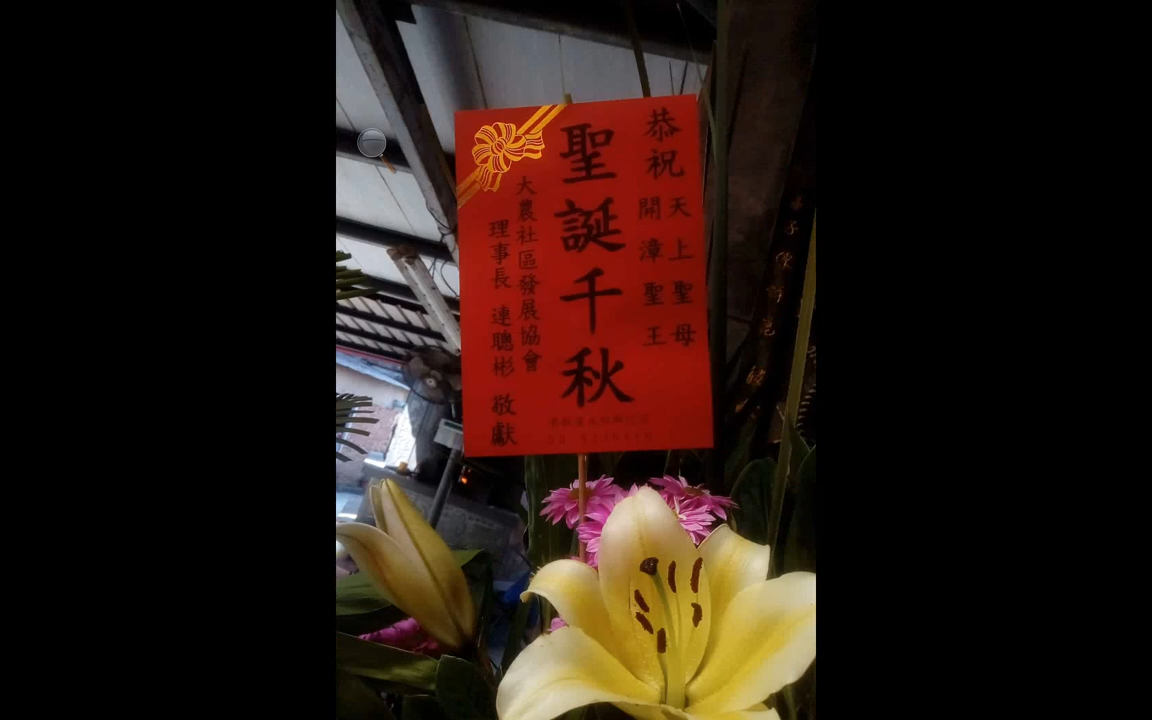 恭祝
天上聖母
開漳聖王
聖誕千秋
大農社區發展協會
理事長 連聰彬 敬獻